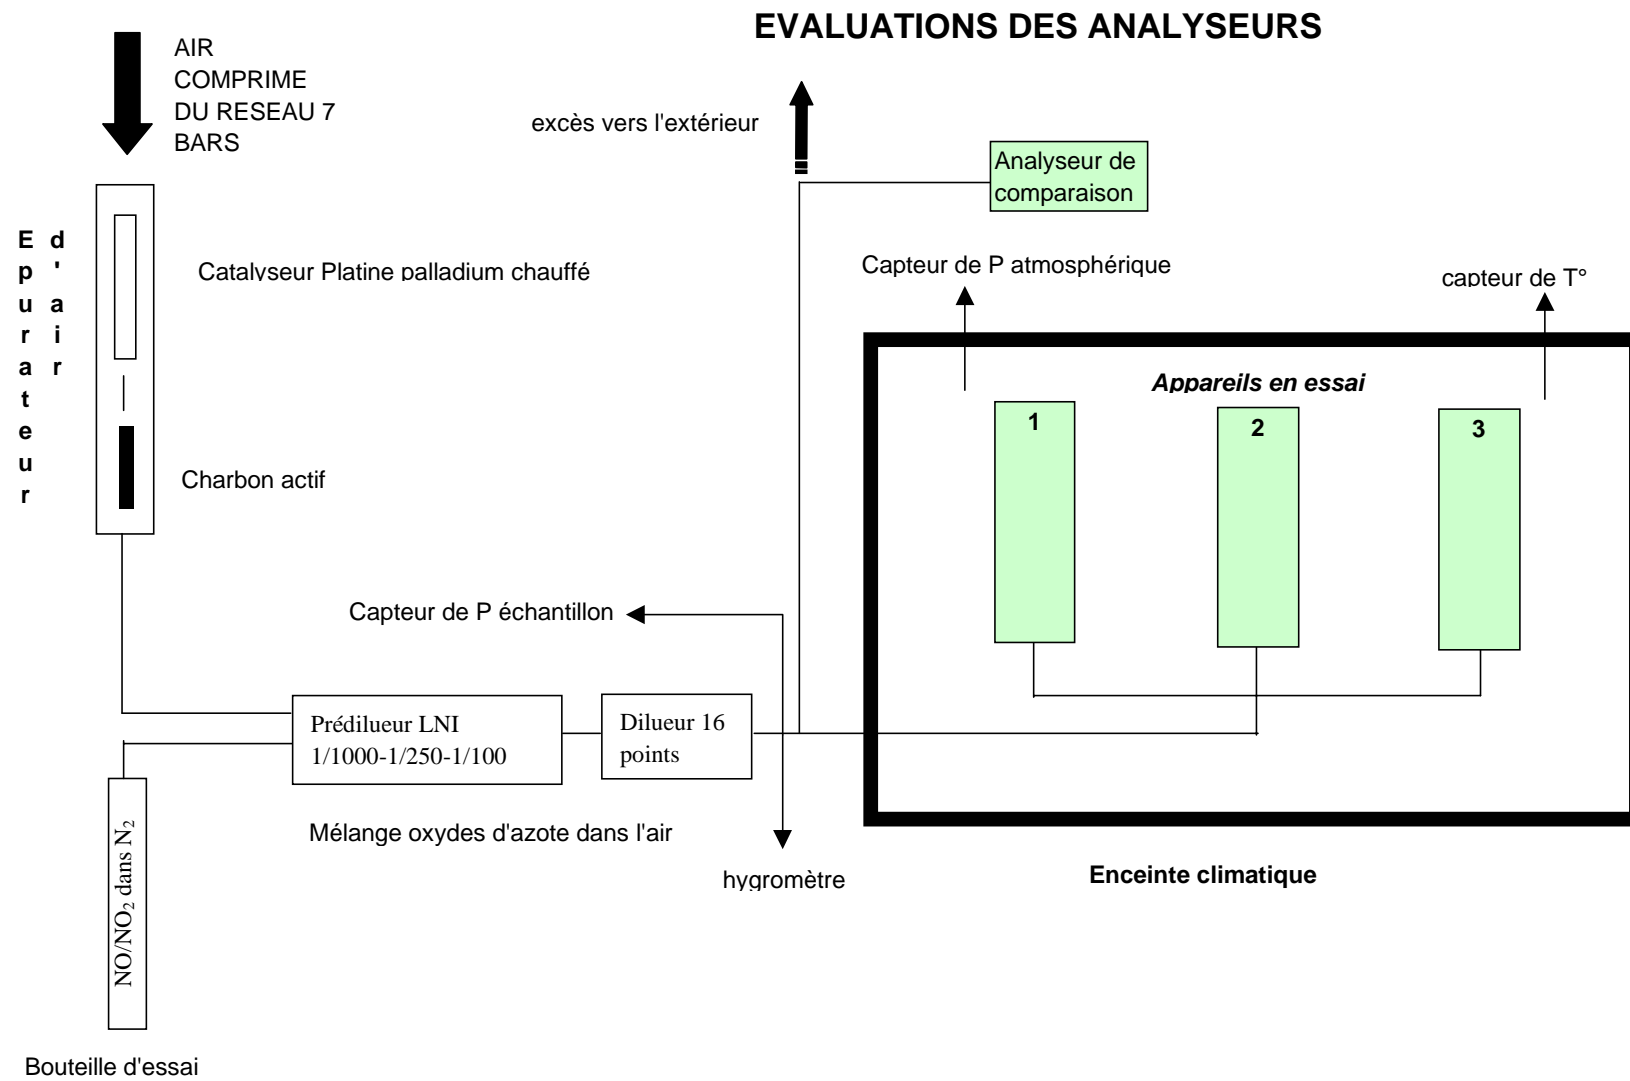 EVALUATIONS DES ANALYSEURS
AIR
COMPRIME
DU RESEAU 7
BARS
excès vers l'extérieur
Analyseur de
comparaison
Epurateur
d'air
Catalyseur Platine palladium chauffé
Capteur de P atmosphérique
capteur de T°
Appareils en essai
1
2
3
Charbon actif
Capteur de P échantillon
Prédilueur LNI
1/1000-1/250-1/100
Dilueur 16
points
Mélange oxydes d'azote dans l'air
hygromètre
Enceinte climatique
NO/NO₂ dans N₂
Bouteille d'essai